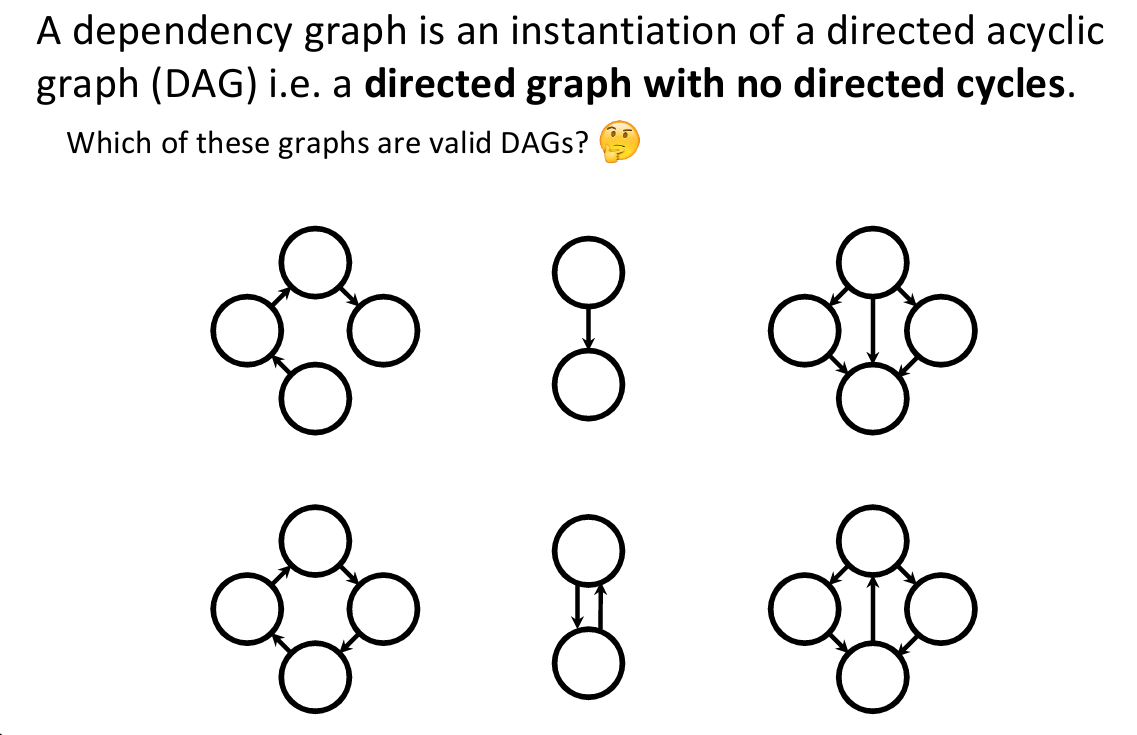 A dependency graph is an instantiation of a directed acyclic
graph (DAG) i.e. a directed graph with no directed cycles.
Which of these graphs are valid DAGs? 🤔